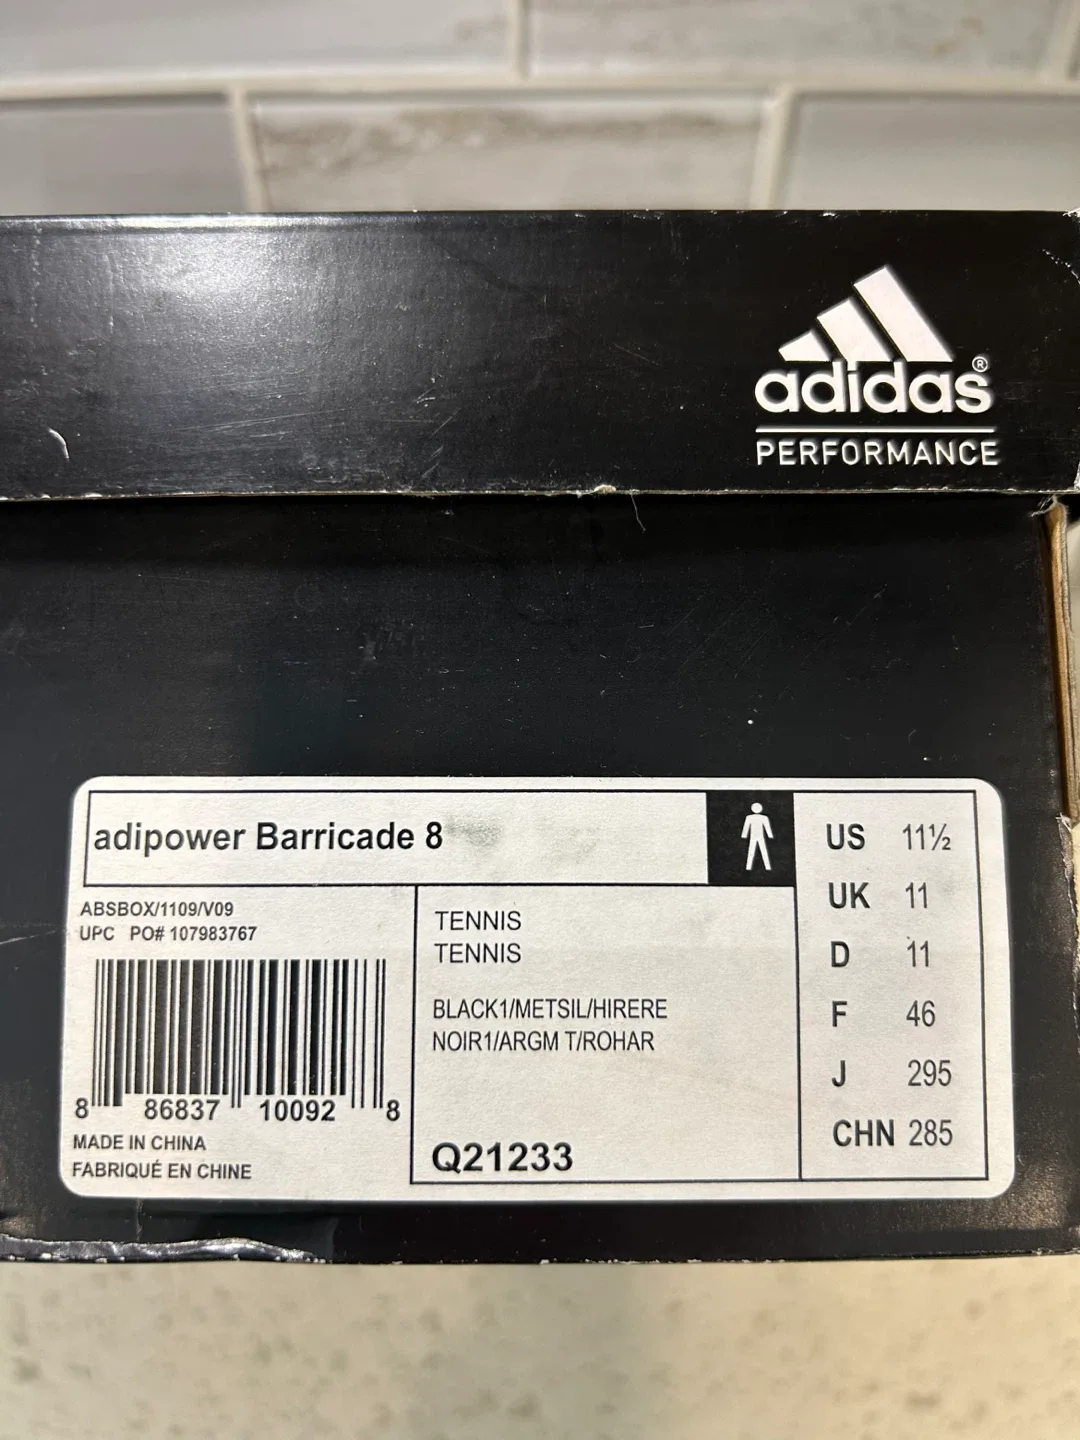 adidas®
PERFORMANCE
adipower Barricade 8
ABSBOX/1109/V09
UPC PO# 107983767
8 86837 10092 8
MADE IN CHINA
FABRIQUÉ EN CHINE
TENNIS
TENNIS
BLACK1/METSIL/HIRERE
NOIR1/ARGM T/ROHAR
Q21233
US 11½
UK 11
D 11
F 46
J 295
CHN 285